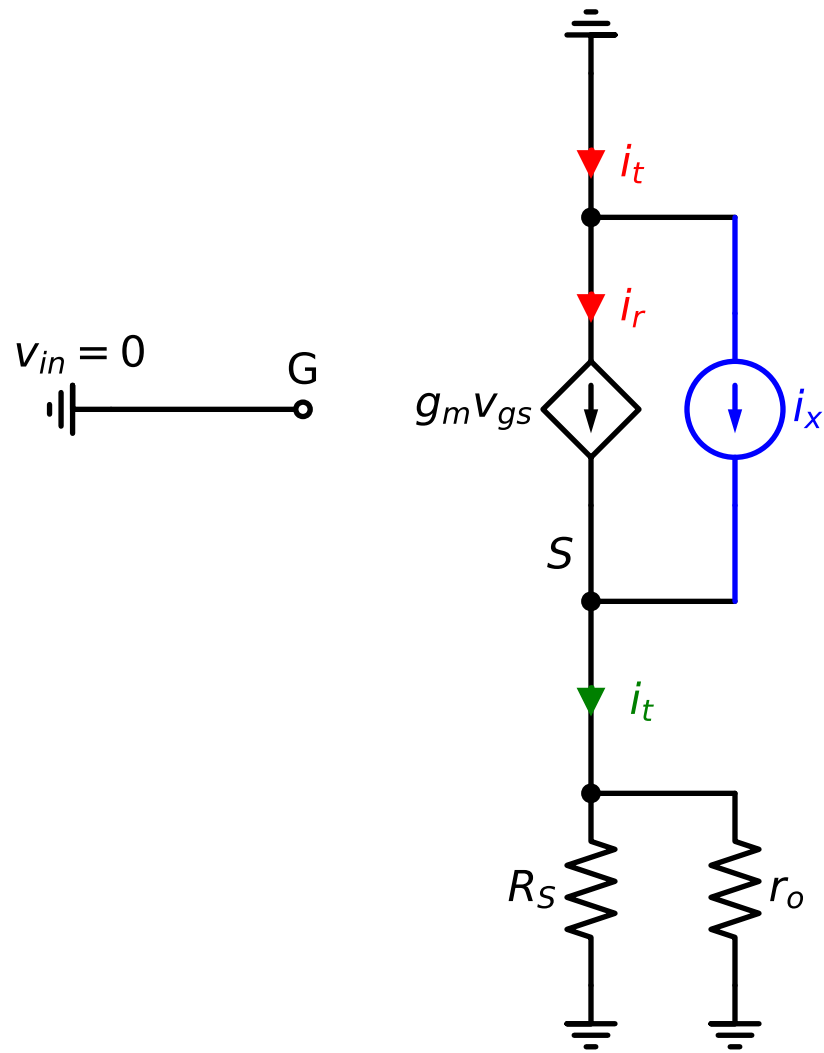 i_t
i_r
v_in = 0
G
g_m v_gs
i_x
S
i_t
R_S
r_o